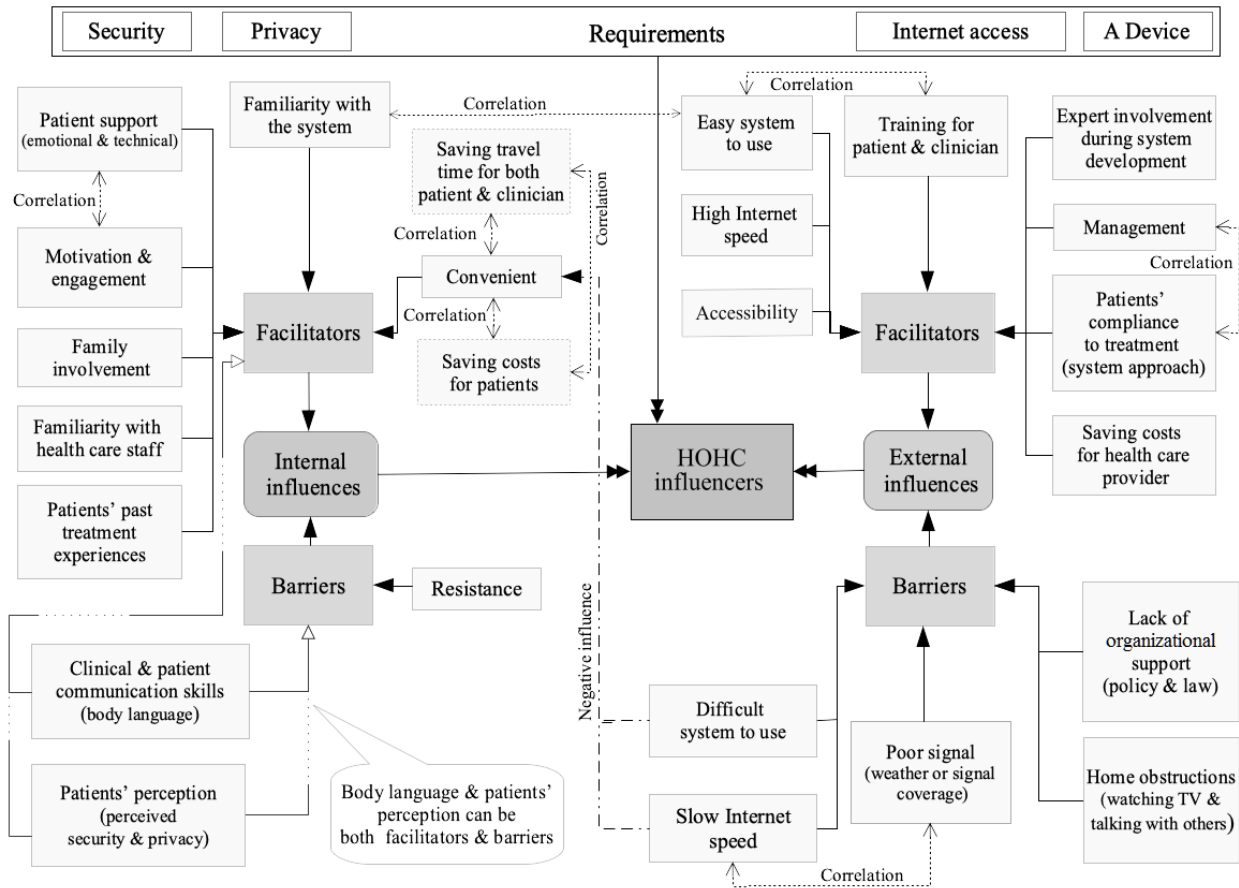 Security
Privacy
Requirements
Internet access
A Device
Patient support
(emotional & technical)
Correlation
Motivation &
engagement
Family
involvement
Familiarity with
health care staff
Patients' past
treatment
experiences
Familiarity with
the system
Correlation
Saving travel
time for both
patient & clinician
Correlation
Convenient
Correlation
Saving costs
for patients
Correlation
Facilitators
Internal
influences
Barriers
Resistance
Clinical & patient
communication skills
(body language)
Patients' perception
(perceived
security & privacy)
Body language & patients'
perception can be
both facilitators & barriers
Negative influence
HOHC
influencers
Correlation
Easy system
to use
Training for
patient & clinician
High Internet
speed
Accessibility
Facilitators
Expert involvement
during system
development
Management
Correlation
Patients'
compliance
to treatment
(system approach)
Saving costs
for health care
provider
External
influences
Barriers
Difficult
system to use
Slow Internet
speed
Poor signal
(weather or signal
coverage)
Correlation
Lack of
organizational
support
(policy & law)
Home obstructions
(watching TV &
talking with others)